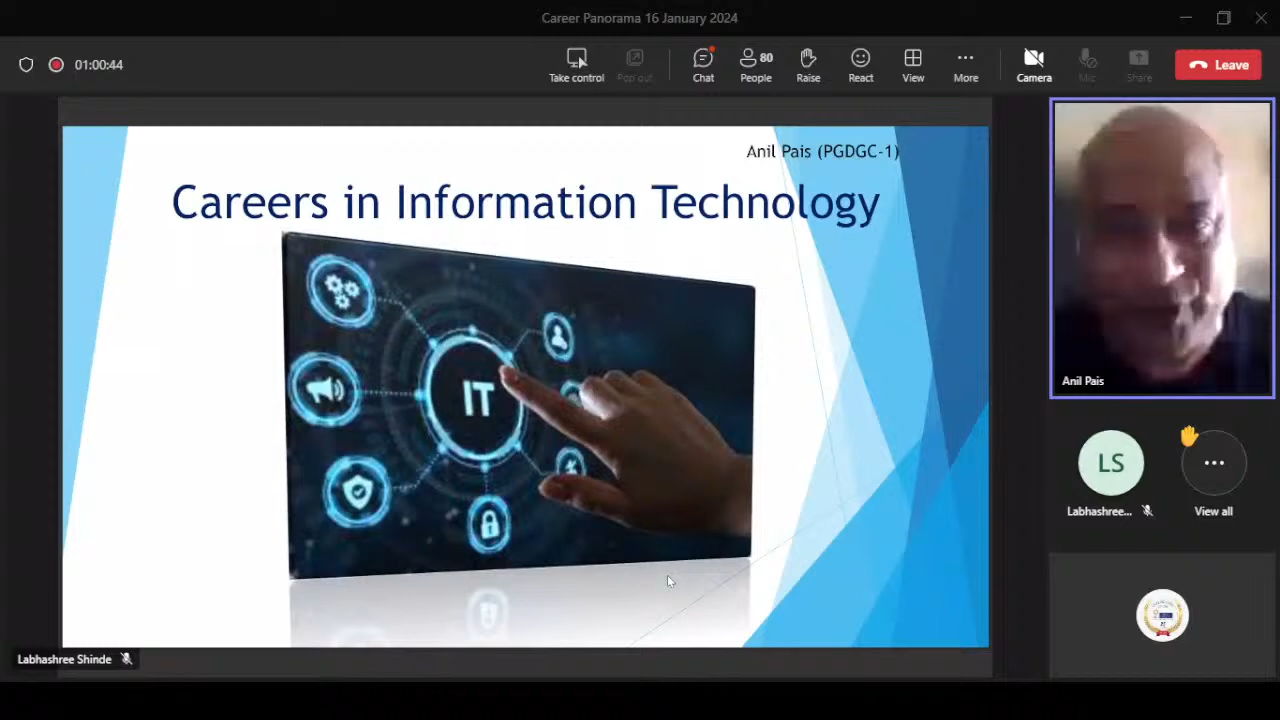 Career Panorama 16 January 2024
01:00:44
Take control
Pop out
Chat
80
People
Raise
React
View
More
Camera
Mic
Share
Leave
Anil Pais (PGDGC-1)
Careers in Information Technology
IT
Anil Pais
LS
Labhashree...
View all
Labhashree Shinde